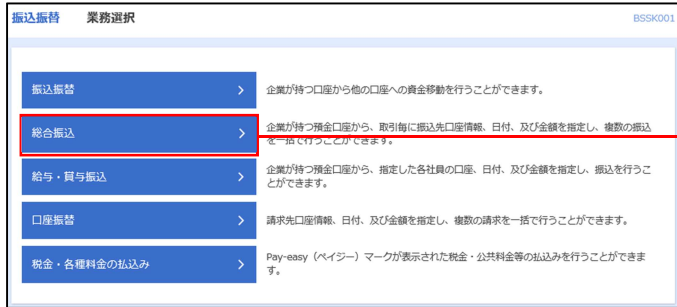 振込振替 業務選択 BSSK001
振込振替 企業が持つ口座から他の口座への資金移動を行うことができます。
総合振込 企業が持つ預金口座から、取引毎に振込先口座情報、日付、及び金額を指定し、複数の振込
を一括で行うことができます。
給与・賞与振込 企業が持つ預金口座から、指定した各社員の口座、日付、及び金額を指定し、振込を行うこ
とができます。
口座振替 請求先口座情報、日付、及び金額を指定し、複数の請求を一括で行うことができます。
税金・各種料金の払込み Pay-easy（ペイジー）マークが表示された税金・公共料金等の払込みを行うことができま
す。